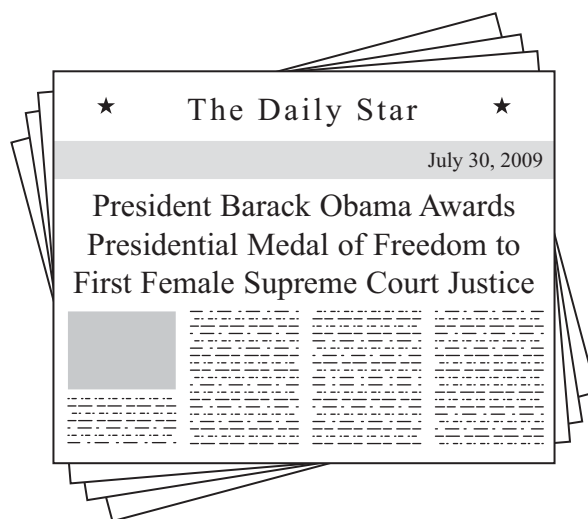 ★ The Daily Star ★
July 30, 2009
President Barack Obama Awards
Presidential Medal of Freedom to
First Female Supreme Court Justice